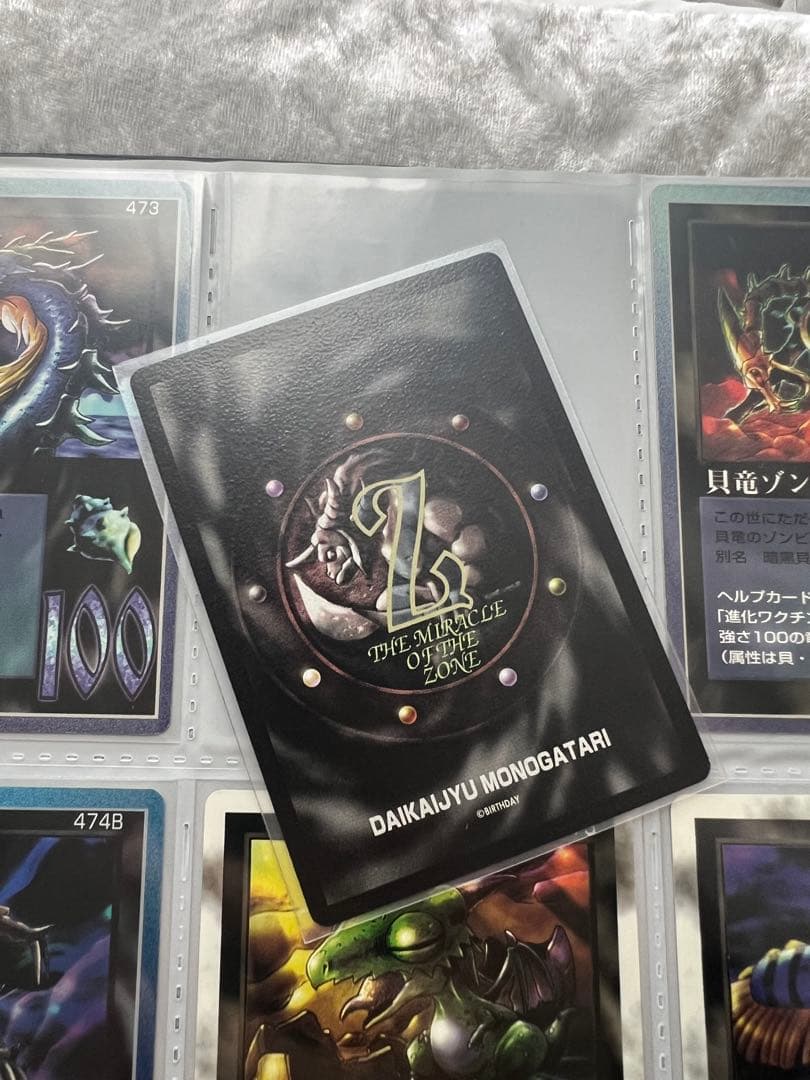 473
100
Z
THE MIRACLE
OF THE
ZONE
DAIKAIJYU MONOGATARI
©BIRTHDAY
貝竜ゾン
この世にただ
貝竜のゾンビ
別名 暗黒貝
ヘルプカード
「進化ワクチン
強さ100の竜
(属性は貝・
474B